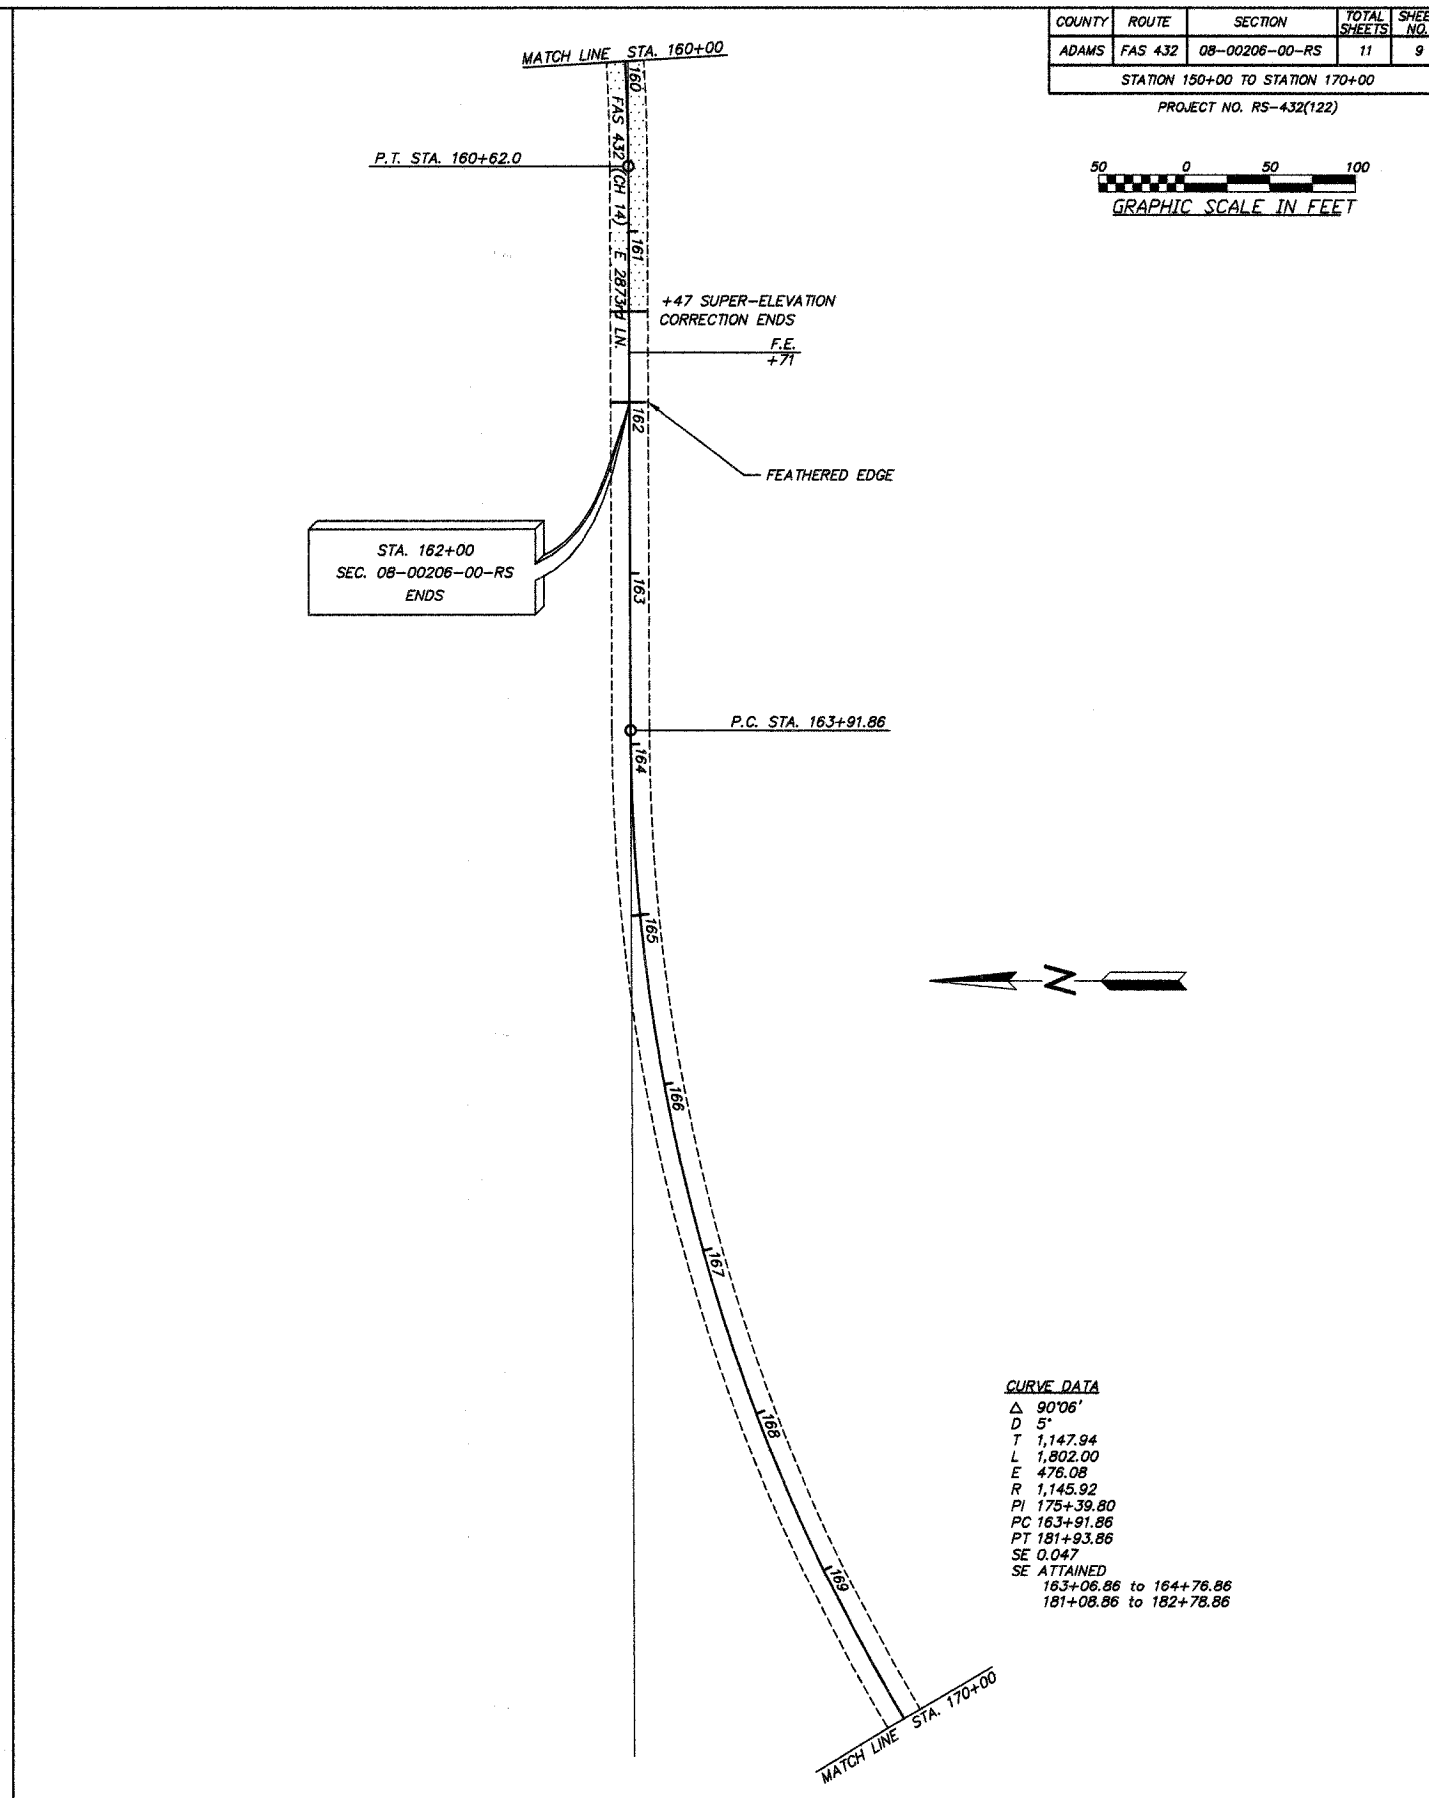 COUNTY ROUTE SECTION TOTAL SHEETS SHEE NO.
ADAMS FAS 432 08-00206-00-RS 11 9
STATION 150+00 TO STATION 170+00
PROJECT NO. RS-432(122)
50 0 50 100
GRAPHIC SCALE IN FEET
MATCH LINE STA. 160+00
160
FAS 432 (CH 14) E 2873rd LN.
P.T. STA. 160+62.0
161
+47 SUPER-ELEVATION
CORRECTION ENDS
F.E.
+71
162
FEATHERED EDGE
STA. 162+00
SEC. 08-00206-00-RS
ENDS
163
P.C. STA. 163+91.86
164
165
N
166
167
168
169
CURVE DATA
Δ 90°06'
D 5°
T 1,147.94
L 1,802.00
E 476.08
R 1,145.92
PI 175+39.80
PC 163+91.86
PT 181+93.86
SE 0.047
SE ATTAINED
163+06.86 to 164+76.86
181+08.86 to 182+78.86
MATCH LINE STA. 170+00